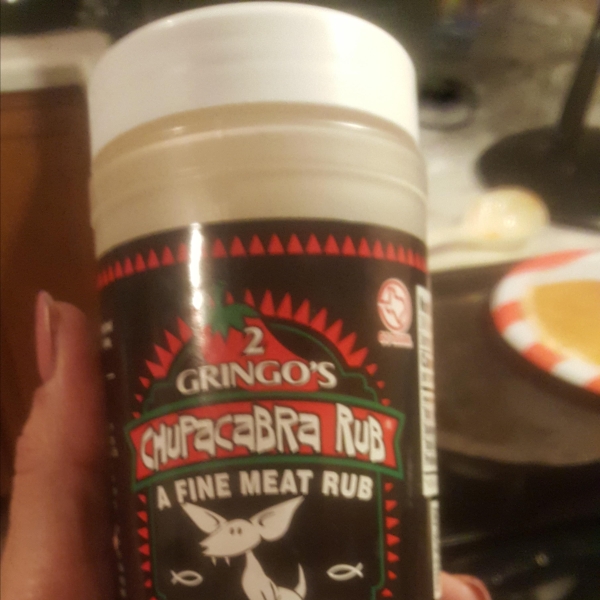 2
GRINGO'S
CHUPACABRA RUB
A FINE MEAT RUB